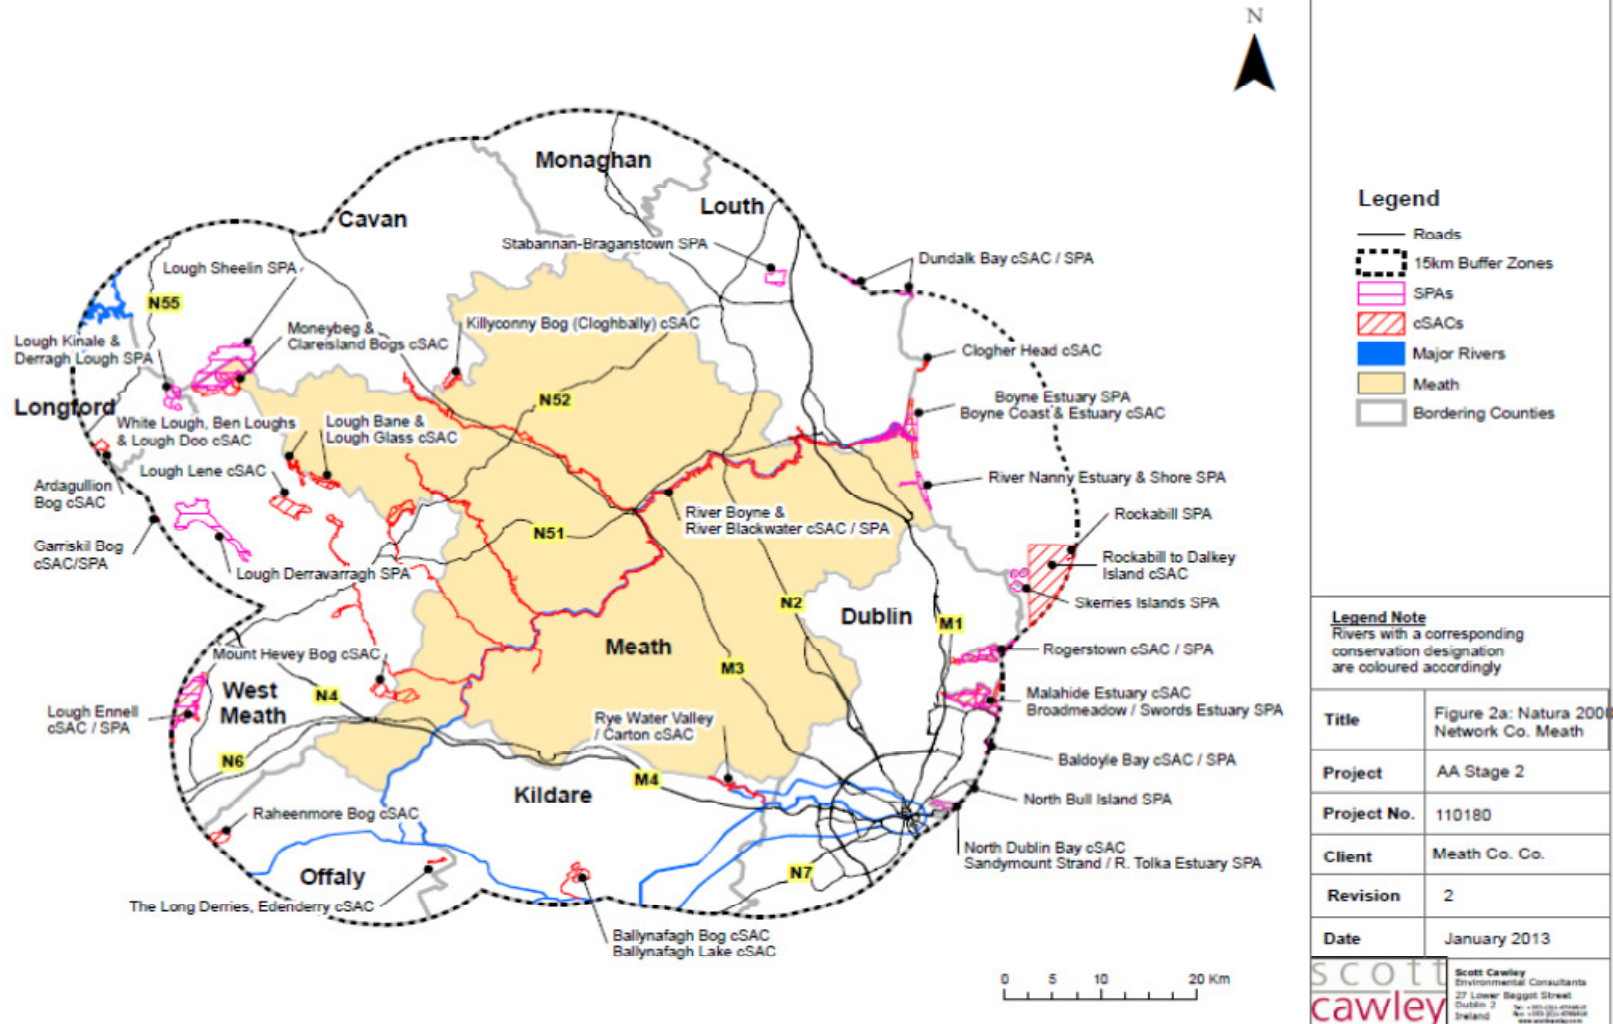 N
Monaghan
Louth
Cavan
Stabannan-Braganstown SPA
Dundalk Bay cSAC / SPA
Lough Sheelin SPA
N55
Lough Kinale &
Derragh Lough SPA
Moneybeg &
Clareisland Bogs cSAC
Killyconny Bog (Cloghbally) cSAC
Clogher Head cSAC
Longford
N52
Boyne Estuary SPA
Boyne Coast & Estuary cSAC
White Lough, Ben Loughs
& Lough Doo cSAC
Lough Bane &
Lough Glass cSAC
Lough Lene cSAC
Ardagullion
Bog cSAC
River Nanny Estuary & Shore SPA
River Boyne &
River Blackwater cSAC / SPA
Rockabill SPA
N51
Garriskil Bog
cSAC/SPA
Lough Derravarragh SPA
Rockabill to Dalkey
Island cSAC
Skerries Islands SPA
N2
Dublin
M1
Meath
M3
Rogerstown cSAC / SPA
Mount Hevey Bog cSAC
West
Meath
N4
Lough Ennell
cSAC / SPA
Rye Water Valley
/ Carton cSAC
Malahide Estuary cSAC
Broadmeadow / Swords Estuary SPA
N6
M4
Baldoyle Bay cSAC / SPA
Kildare
North Bull Island SPA
Raheenmore Bog cSAC
North Dublin Bay cSAC
Sandymount Strand / R. Tolka Estuary SPA
Offaly
N7
The Long Derries, Edenderry cSAC
Ballynafagh Bog cSAC
Ballynafagh Lake cSAC
0 5 10 20 Km
Legend
Roads
15km Buffer Zones
SPAs
cSACs
Major Rivers
Meath
Bordering Counties
Legend Note
Rivers with a corresponding
conservation designation
are coloured accordingly
Title
Figure 2a: Natura 2000
Network Co. Meath
Project
AA Stage 2
Project No.
110180
Client
Meath Co. Co.
Revision
2
Date
January 2013
scott
cawley
Scott Cawley
Environmental Consultants
27 Lower Baggot Street
Dublin 2
Ireland